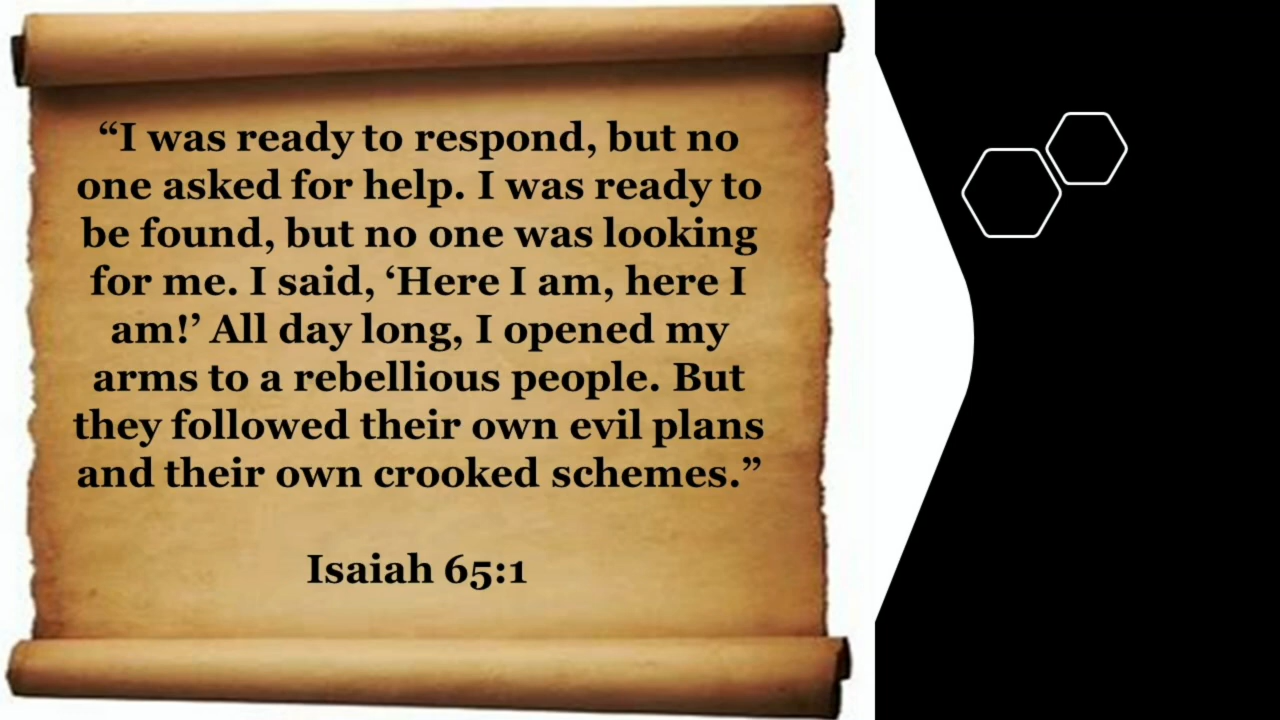 “I was ready to respond, but no
one asked for help. I was ready to
be found, but no one was looking
for me. I said, ‘Here I am, here I
am!’ All day long, I opened my
arms to a rebellious people. But
they followed their own evil plans
and their own crooked schemes.”
Isaiah 65:1